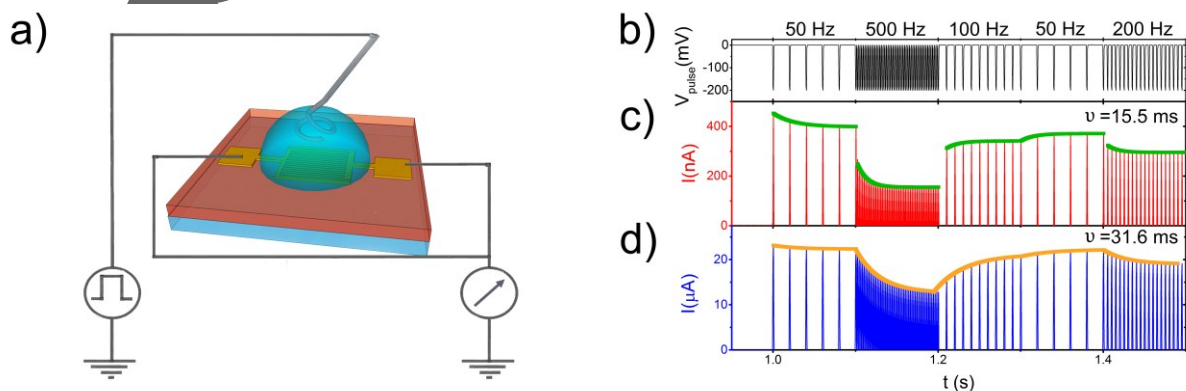 a)
b)
50 Hz 500 Hz 100 Hz 50 Hz 200 Hz
V pulse (mV)
0
-100
-200
c)
υ =15.5 ms
I(nA)
400
200
0
d)
υ =31.6 ms
I(μA)
20
10
0
1.0 1.2 1.4
t (s)